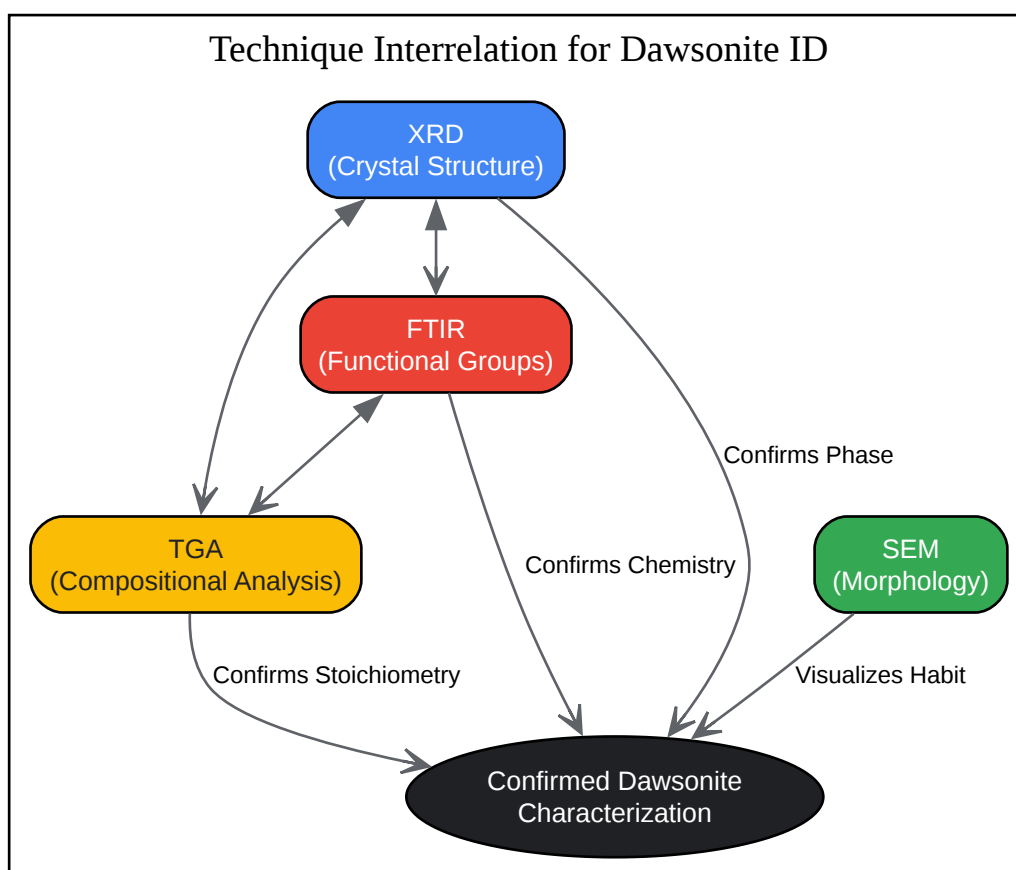 Technique Interrelation for Dawsonite ID
XRD
(Crystal Structure)
FTIR
(Functional Groups)
Confirms Phase
TGA
(Compositional Analysis)
Confirms Chemistry
SEM
(Morphology)
Confirms Stoichiometry
Visualizes Habit
Confirmed Dawsonite
Characterization